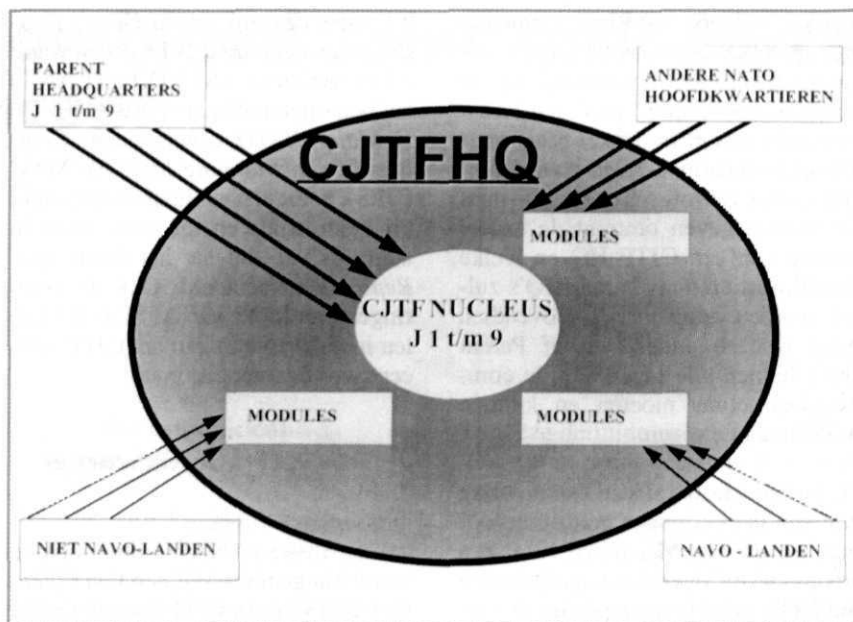 PARENT
HEADQUARTERS
J 1 t/m 9
ANDERE NATO
HOOFDKWARTIEREN
CJTFHQ
MODULES
CJTF NUCLEUS
J 1 t/m 9
MODULES
MODULES
NIET NAVO-LANDEN
NAVO - LANDEN